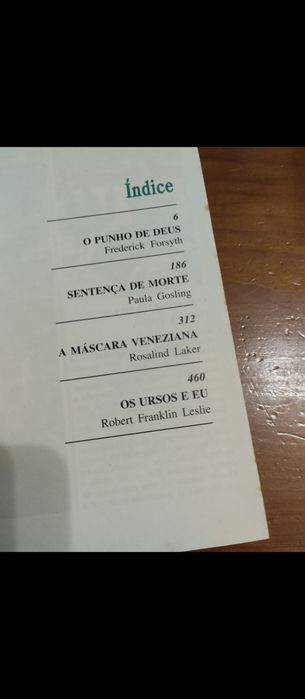 Índice
6
O PUNHO DE DEUS
Frederick Forsyth
186
SENTENÇA DE MORTE
Paula Gosling
312
A MÁSCARA VENEZIANA
Rosalind Laker
460
OS URSOS E EU
Robert Franklin Leslie